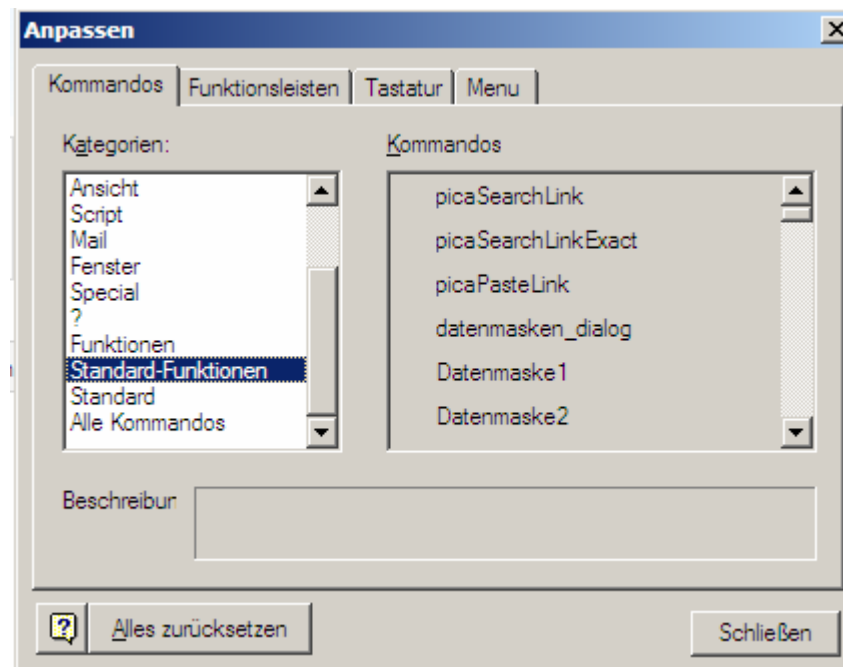 Anpassen
Kommandos Funktionsleisten Tastatur Menu
Kategorien: Kommandos
Ansicht
Script
Mail
Fenster
Special
?
Funktionen
Standard-Funktionen
Standard
Alle Kommandos
picaSearchLink
picaSearchLinkExact
picaPasteLink
datenmasken_dialog
Datenmaske1
Datenmaske2
Beschreibur
Alles zurücksetzen
Schließen